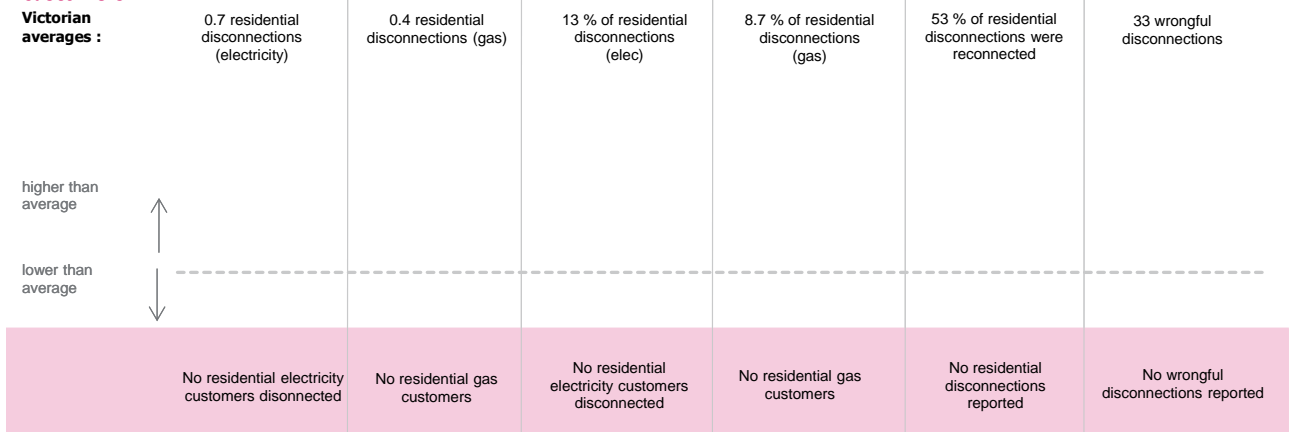 Victorian
averages :
0.7 residential
disconnections
(electricity)
0.4 residential
disconnections (gas)
13 % of residential
disconnections
(elec)
8.7 % of residential
disconnections
(gas)
53 % of residential
disconnections were
reconnected
33 wrongful
disconnections
higher than
average
lower than
average
No residential electricity
customers disonnected
No residential gas
customers
No residential
electricity customers
disconnected
No residential gas
customers
No residential
disconnections
reported
No wrongful
disconnections reported